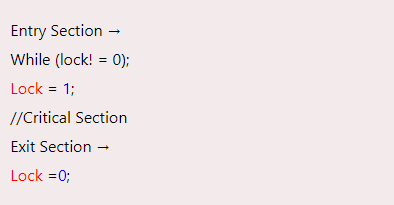 Entry Section →
While (lock! = 0);
Lock = 1;
//Critical Section
Exit Section →
Lock =0;